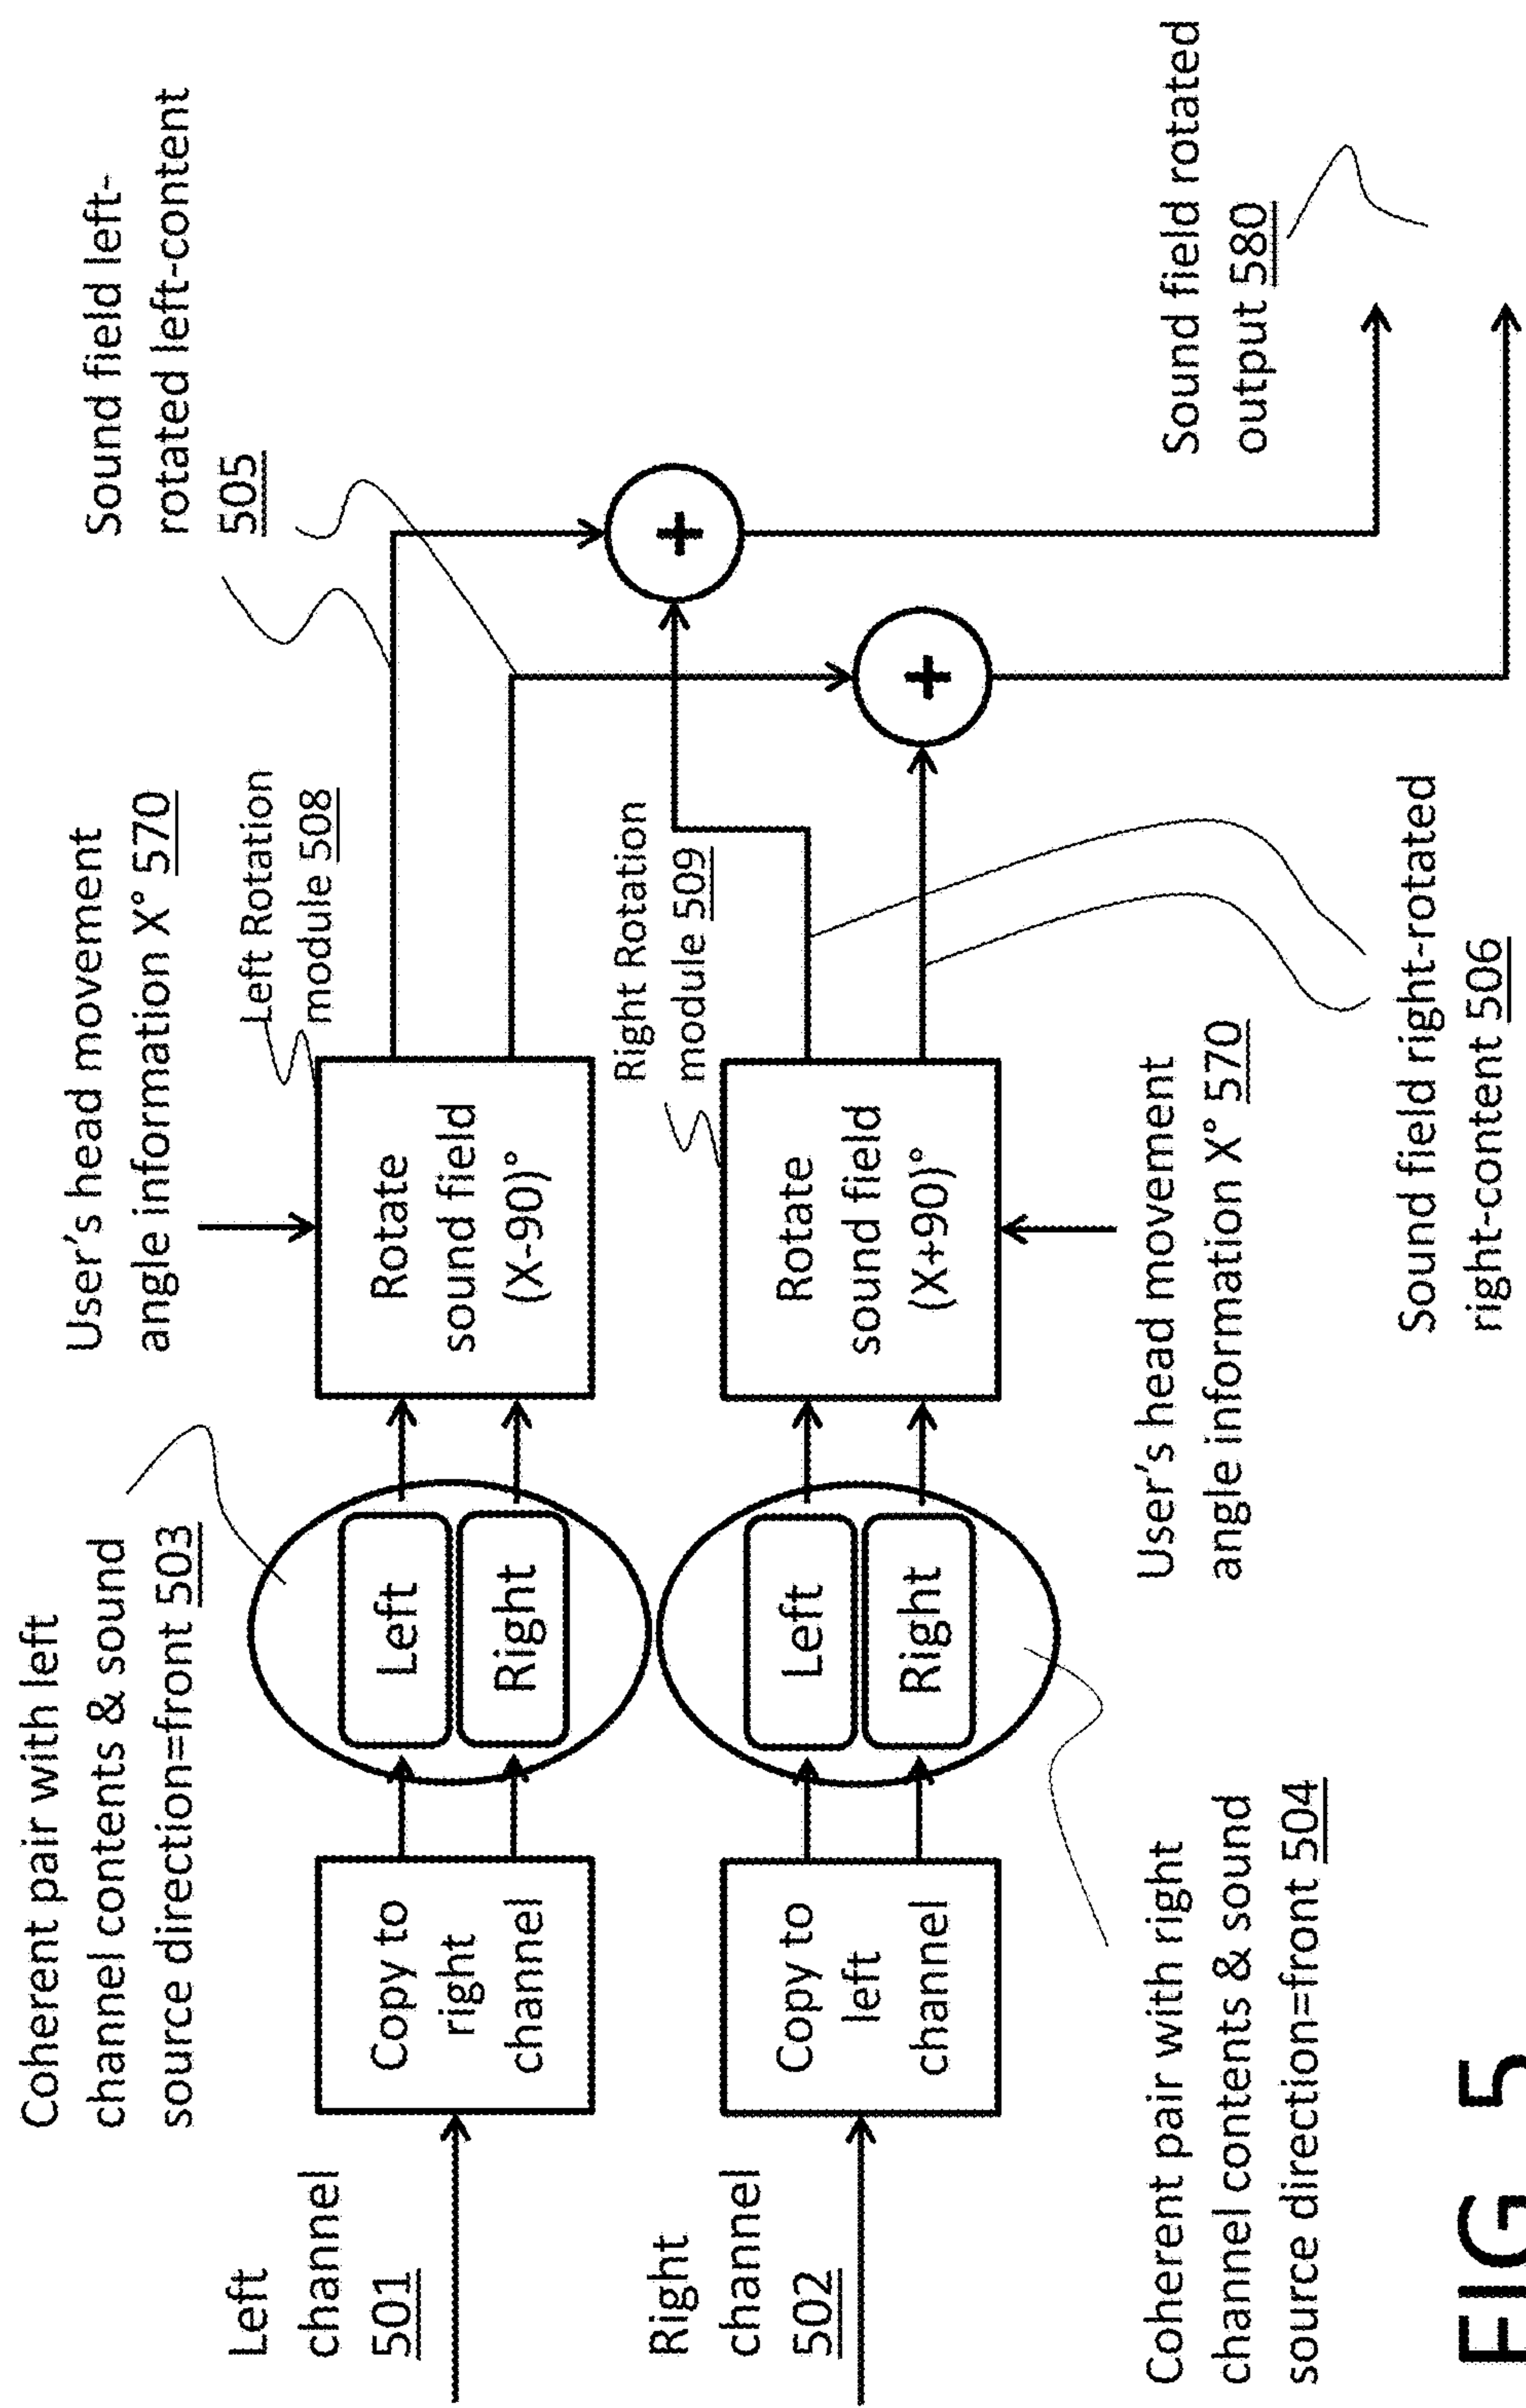 Coherent pair with left
channel contents & sound
source direction=front 503
User's head movement
angle information X° 570
Sound field left-
rotated left-content
505
Left Rotation
module 508
Left
channel
501
Copy to
right
channel
Left
Right
Rotate
sound field
(X-90)°
+
Right
channel
502
Copy to
left
channel
Left
Right
Right Rotation
module 509
Rotate
sound field
(X+90)°
+
Coherent pair with right
channel contents & sound
source direction=front 504
User's head movement
angle information X° 570
Sound field right-rotated
right-content 506
Sound field rotated
output 580
FIG 5